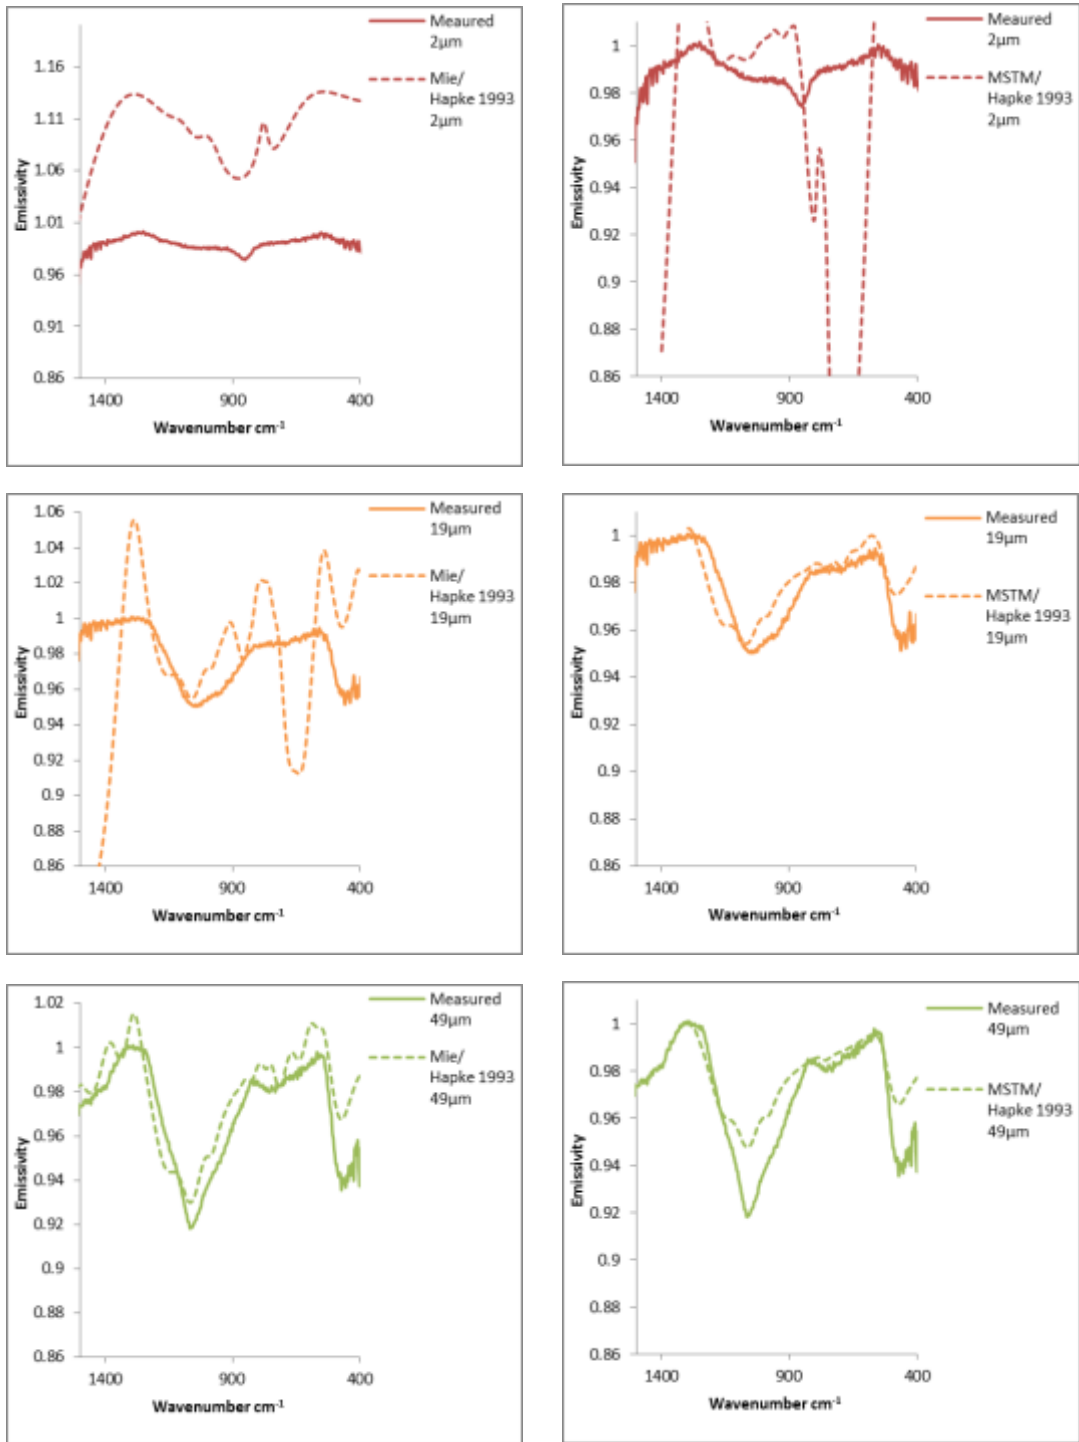 Meaured
2µm
Mie/
Hapke 1993
2µm
1.16
1.11
1.06
1.01
0.96
0.91
0.86
Emissivity
1400
900
400
Wavenumber cm-1
Meaured
2µm
MSTM/
Hapke 1993
2µm
1
0.98
0.96
0.94
0.92
0.9
0.88
0.86
Emissivity
1400
900
400
Wavenumber cm-1
Measured
19µm
Mie/
Hapke 1993
19µm
1.06
1.04
1.02
1
0.98
0.96
0.94
0.92
0.9
0.88
0.86
Emissivity
1400
900
400
Wavenumber cm-1
Measured
19µm
MSTM/
Hapke 1993
19µm
1
0.98
0.96
0.94
0.92
0.9
0.88
0.86
Emissivity
1400
900
400
Wavenumber cm-1
Measured
49µm
Mie/
Hapke 1993
49µm
1.02
1
0.98
0.96
0.94
0.92
0.9
0.88
0.86
Emissivity
1400
900
400
Wavenumber cm-1
Measured
49µm
MSTM/
Hapke 1993
49µm
1
0.98
0.96
0.94
0.92
0.9
0.88
0.86
Emissivity
1400
900
400
Wavenumber cm-1